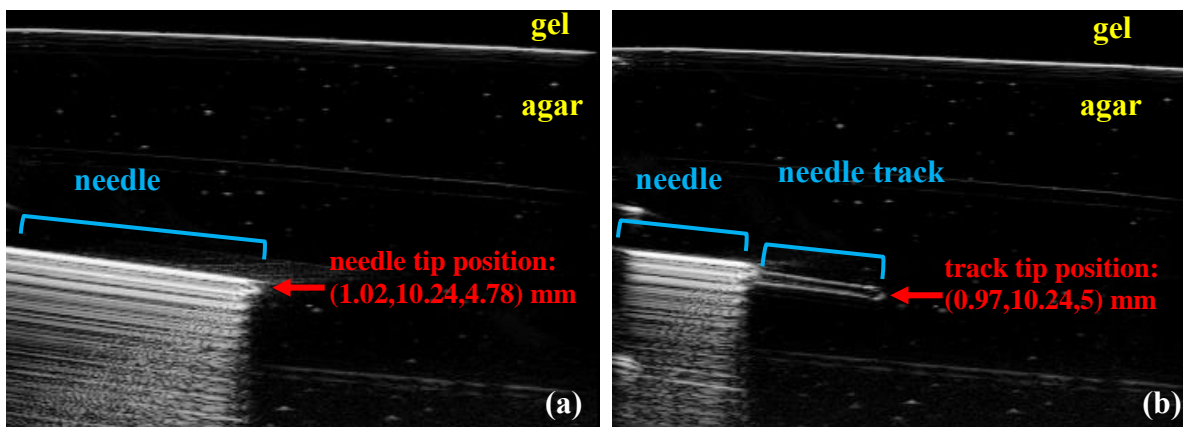 gel
agar
needle
needle tip position:
(1.02,10.24,4.78) mm
(a)
gel
agar
needle
needle track
track tip position:
(0.97,10.24,5) mm
(b)